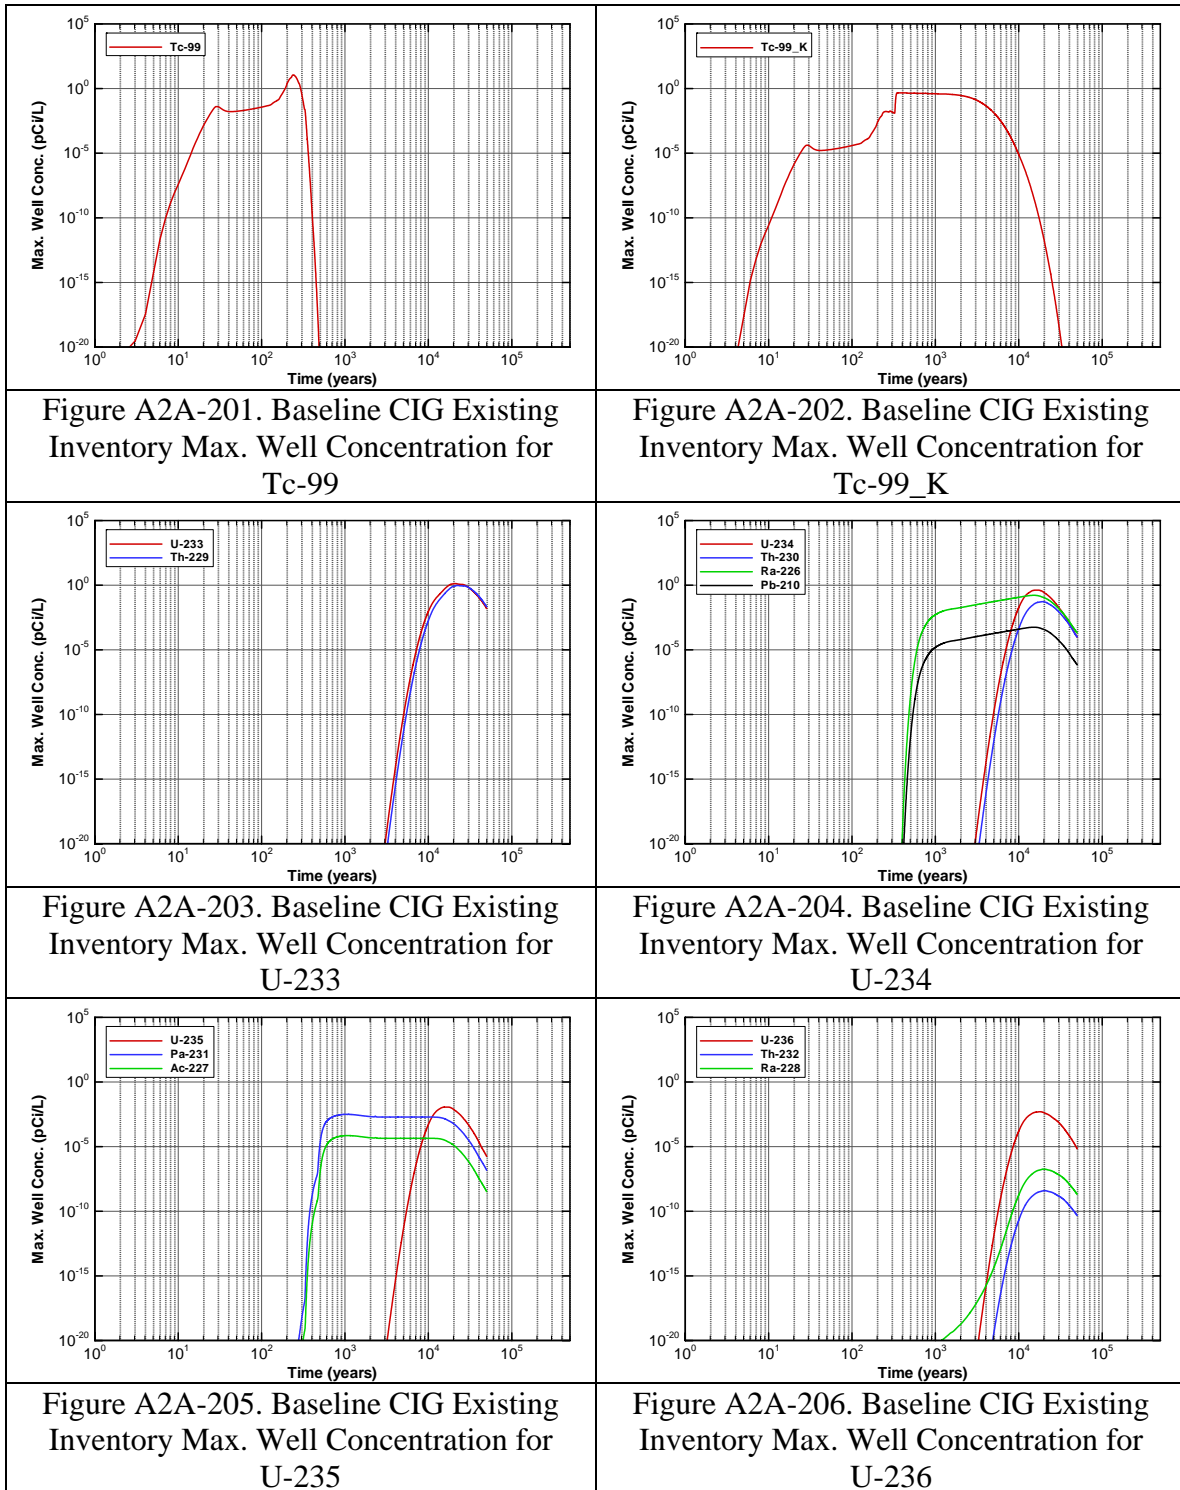 Tc-99
Max. Well Conc. (pCi/L)
10^5
10^0
10^-5
10^-10
10^-15
10^-20
10^0 10^1 10^2 10^3 10^4 10^5
Time (years)
Figure A2A-201. Baseline CIG Existing
Inventory Max. Well Concentration for
Tc-99
Tc-99_K
Max. Well Conc. (pCi/L)
10^5
10^0
10^-5
10^-10
10^-15
10^-20
10^0 10^1 10^2 10^3 10^4 10^5
Time (years)
Figure A2A-202. Baseline CIG Existing
Inventory Max. Well Concentration for
Tc-99_K
U-233
Th-229
Max. Well Conc. (pCi/L)
10^5
10^0
10^-5
10^-10
10^-15
10^-20
10^0 10^1 10^2 10^3 10^4 10^5
Time (years)
Figure A2A-203. Baseline CIG Existing
Inventory Max. Well Concentration for
U-233
U-234
Th-230
Ra-226
Pb-210
Max. Well Conc. (pCi/L)
10^5
10^0
10^-5
10^-10
10^-15
10^-20
10^0 10^1 10^2 10^3 10^4 10^5
Time (years)
Figure A2A-204. Baseline CIG Existing
Inventory Max. Well Concentration for
U-234
U-235
Pa-231
Ac-227
Max. Well Conc. (pCi/L)
10^5
10^0
10^-5
10^-10
10^-15
10^-20
10^0 10^1 10^2 10^3 10^4 10^5
Time (years)
Figure A2A-205. Baseline CIG Existing
Inventory Max. Well Concentration for
U-235
U-236
Th-232
Ra-228
Max. Well Conc. (pCi/L)
10^5
10^0
10^-5
10^-10
10^-15
10^-20
10^0 10^1 10^2 10^3 10^4 10^5
Time (years)
Figure A2A-206. Baseline CIG Existing
Inventory Max. Well Concentration for
U-236